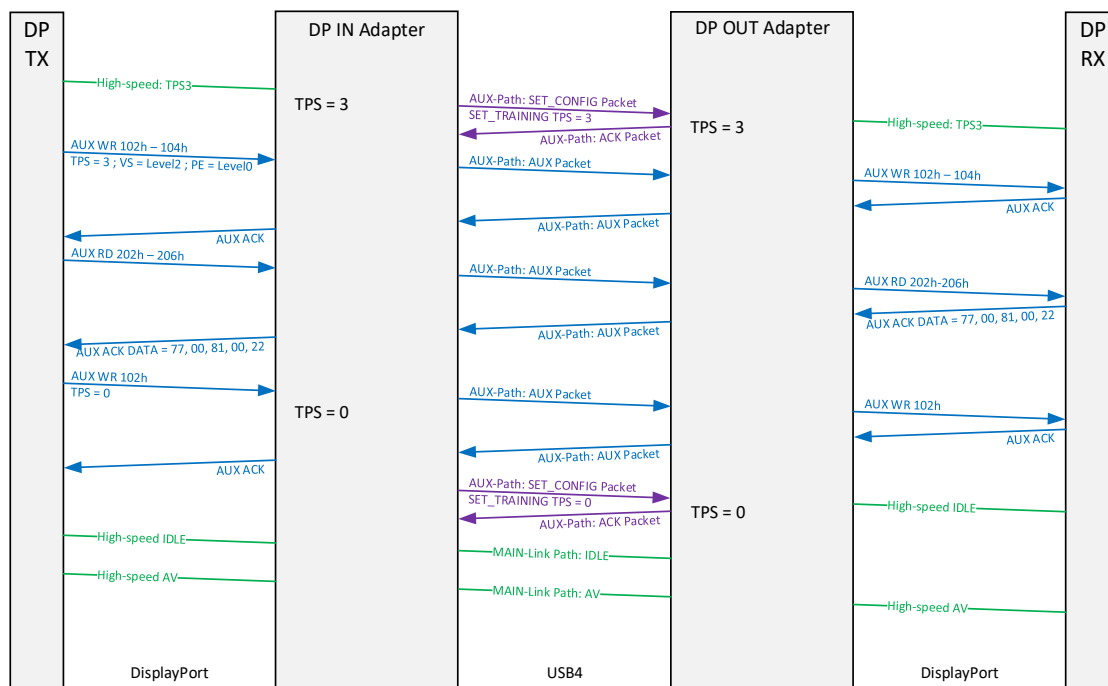 DP
TX
DP IN Adapter
DP OUT Adapter
DP
RX
High-speed: TPS3
TPS = 3
AUX-Path: SET_CONFIG Packet
SET_TRAINING TPS = 3
AUX-Path: ACK Packet
TPS = 3
High-speed: TPS3
AUX WR 102h – 104h
TPS = 3 ; VS = Level2 ; PE = Level0
AUX-Path: AUX Packet
AUX WR 102h – 104h
AUX ACK
AUX-Path: AUX Packet
AUX ACK
AUX RD 202h – 206h
AUX-Path: AUX Packet
AUX RD 202h-206h
AUX ACK DATA = 77, 00, 81, 00, 22
AUX-Path: AUX Packet
AUX ACK DATA = 77, 00, 81, 00, 22
AUX WR 102h
TPS = 0
TPS = 0
AUX-Path: AUX Packet
AUX WR 102h
AUX ACK
AUX-Path: AUX Packet
AUX ACK
AUX-Path: SET_CONFIG Packet
SET_TRAINING TPS = 0
AUX-Path: ACK Packet
TPS = 0
High-speed IDLE
High-speed IDLE
MAIN-Link Path: IDLE
High-speed AV
MAIN-Link Path: AV
High-speed AV
DisplayPort
USB4
DisplayPort